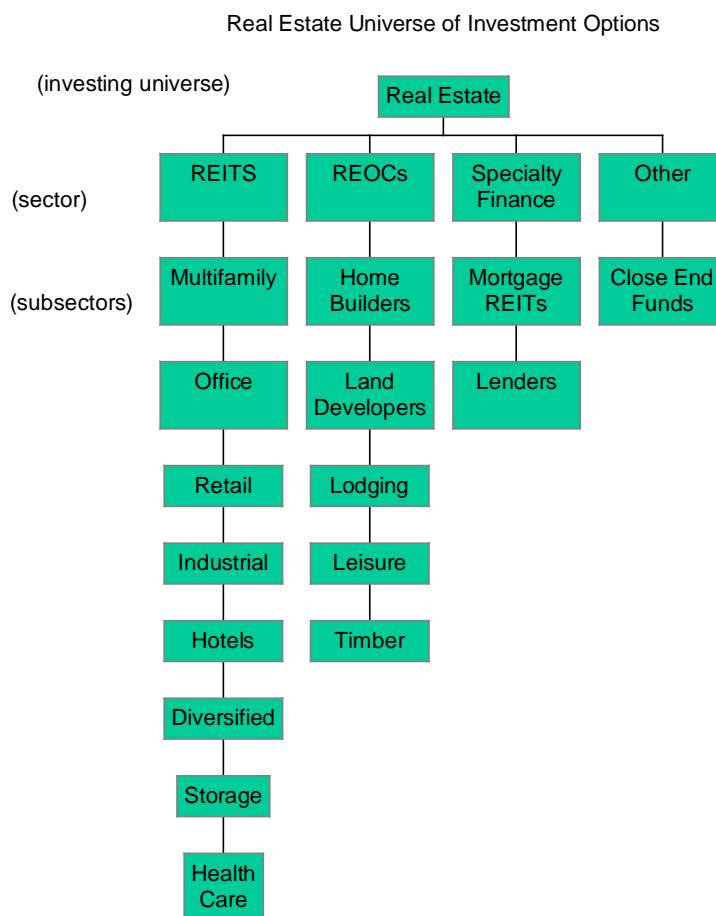 Real Estate Universe of Investment Options
(investing universe)
Real Estate
(sector)
REITS
REOCs
Specialty
Finance
Other
(subsectors)
Multifamily
Home
Builders
Mortgage
REITs
Close End
Funds
Office
Land
Developers
Lenders
Retail
Lodging
Industrial
Leisure
Hotels
Timber
Diversified
Storage
Health
Care